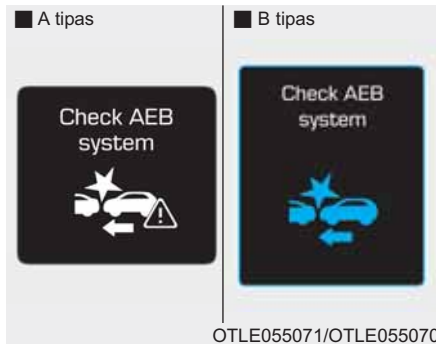 A tipas
Check AEB
system
B tipas
Check AEB
system
OTLE055071/OTLE055070